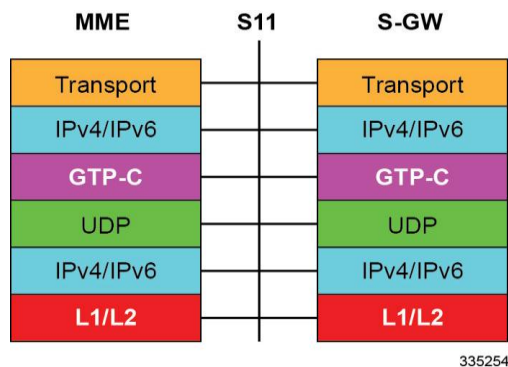 MME S11 S-GW
Transport Transport
IPv4/IPv6 IPv4/IPv6
GTP-C GTP-C
UDP UDP
IPv4/IPv6 IPv4/IPv6
L1/L2 L1/L2
335254